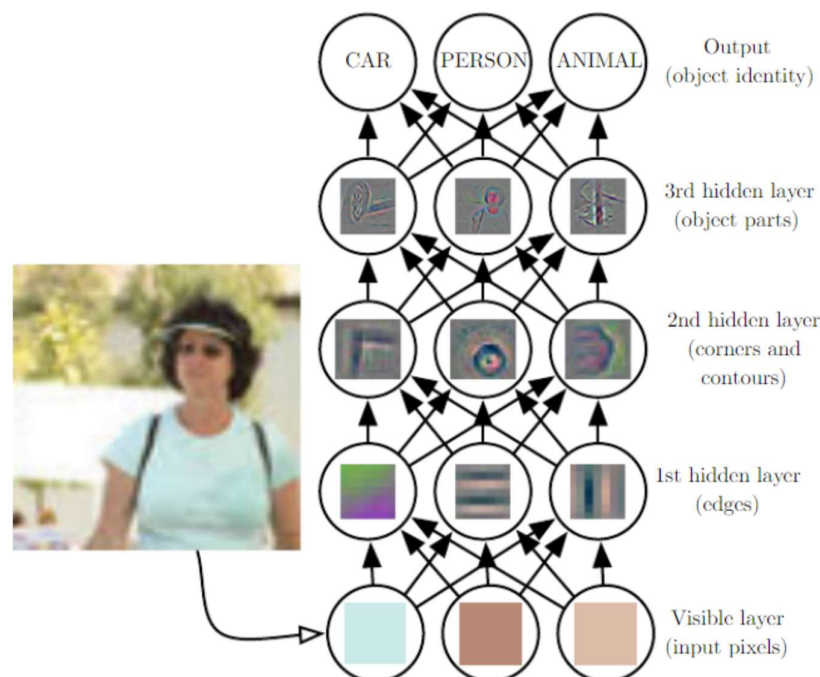 CAR PERSON ANIMAL
Output
(object identity)
3rd hidden layer
(object parts)
2nd hidden layer
(corners and
contours)
1st hidden layer
(edges)
Visible layer
(input pixels)